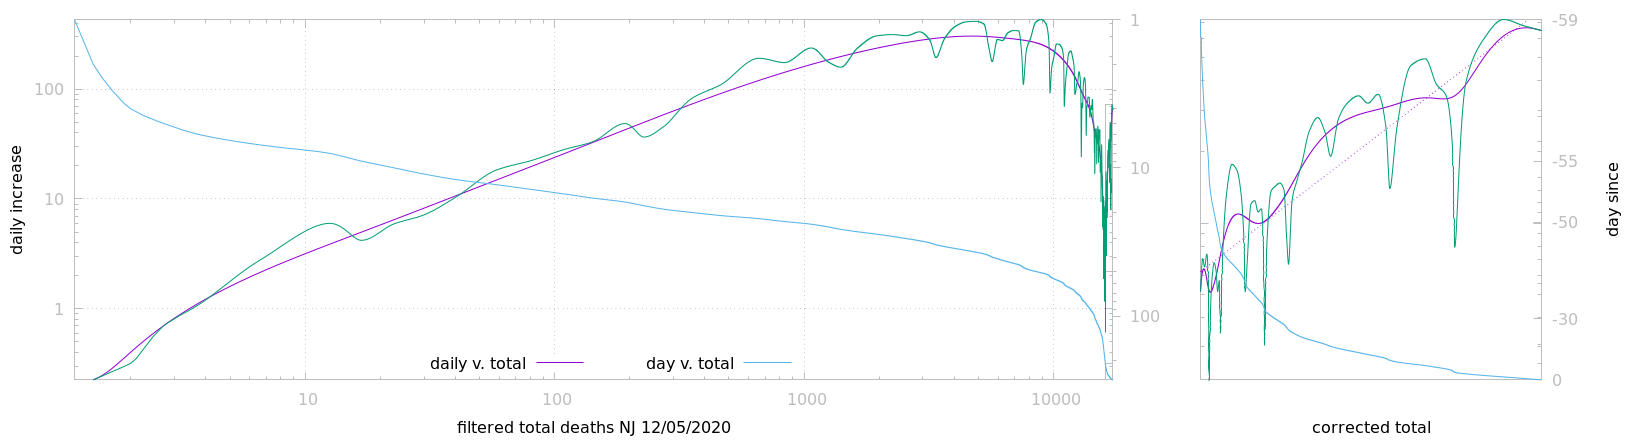 daily increase
100
10
1
daily v. total
day v. total
10
100
1000
10000
filtered total deaths NJ 12/05/2020
1
10
100
-59
-55
-50
-30
0
day since
corrected total